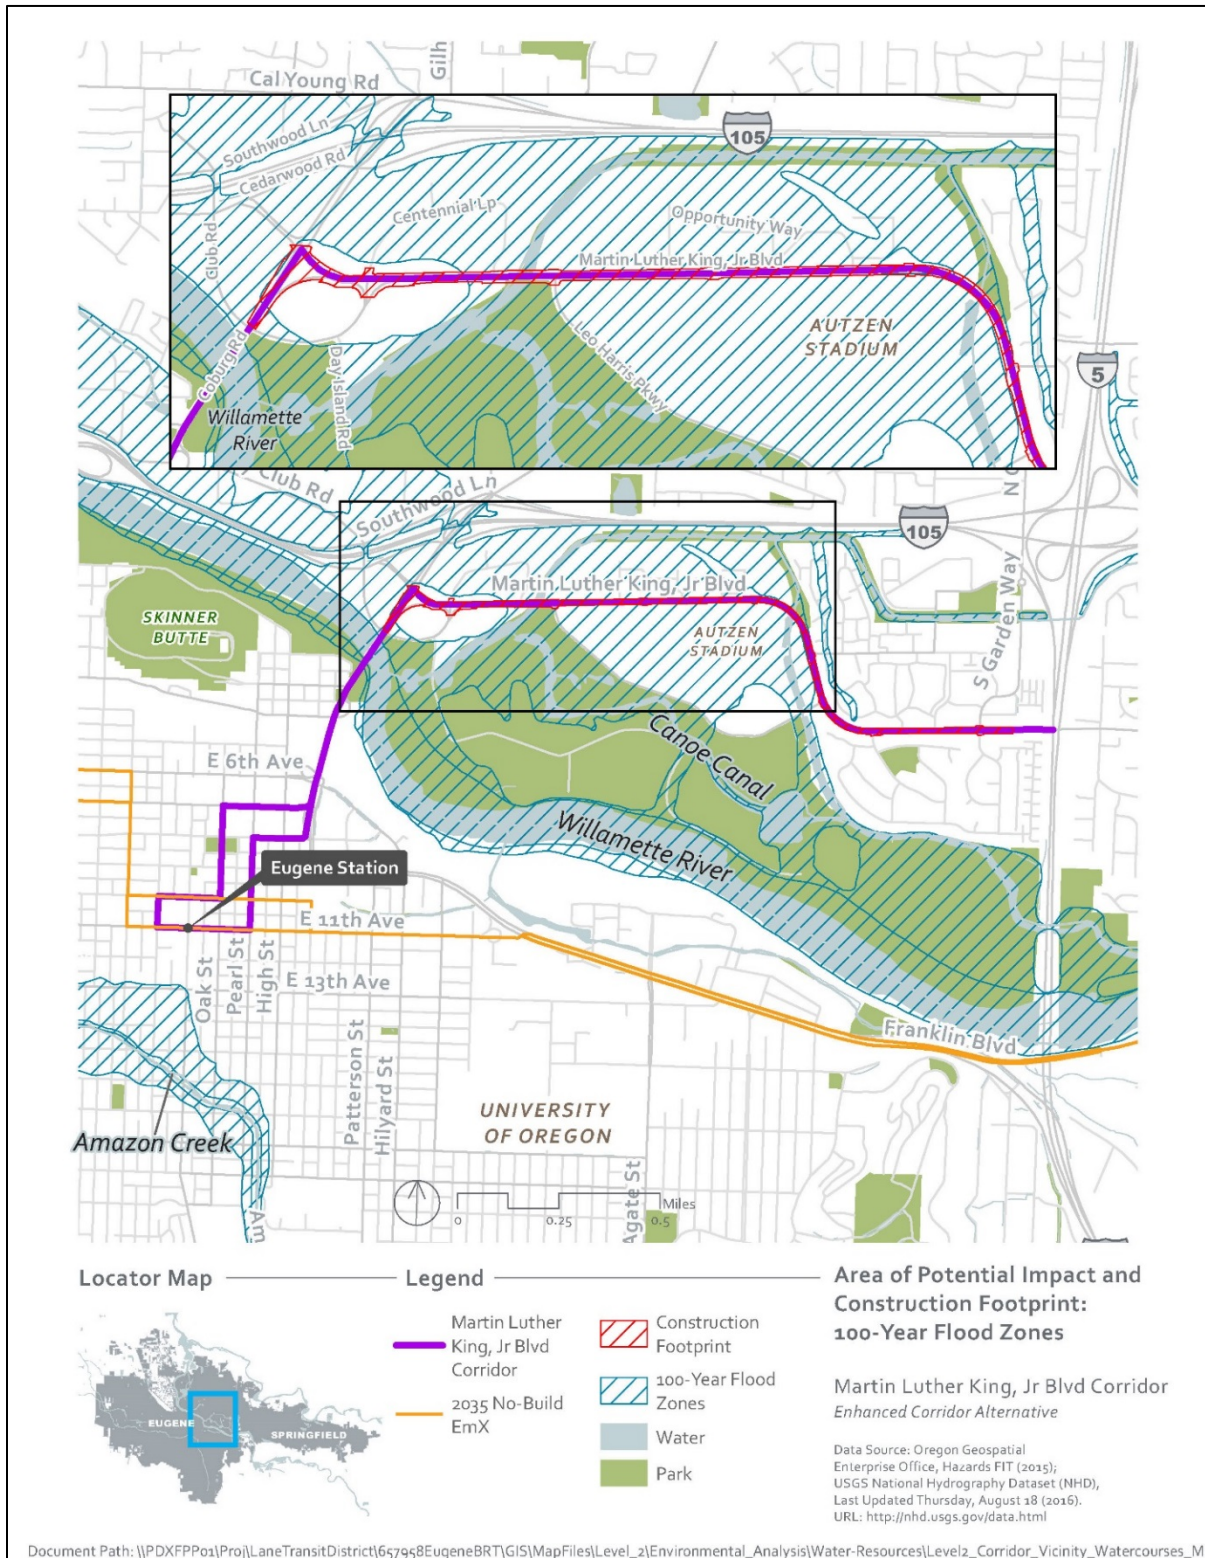 Cal Young Rd
Gilh
Southwood Ln
Cedarwood Rd
105
Club Rd
Centennial Lp
Opportunity Way
Martin Luther King, Jr Blvd
AUTZEN
STADIUM
Leo Harris Pkwy
Day Island Rd
Coburg Rd
5
Willamette
River
Club Rd
Southwood Ln
105
Martin Luther King, Jr Blvd
SKINNER
BUTTE
AUTZEN
STADIUM
S Garden Way
Canoe Canal
E 6th Ave
Willamette River
Eugene Station
E 11th Ave
Oak St
Pearl St
High St
E 13th Ave
Franklin Blvd
Patterson St
Hilyard St
UNIVERSITY
OF OREGON
Amazon Creek
Am
Agate St
Miles
0
0.25
0.5
Locator Map
Legend
Area of Potential Impact and
Construction Footprint:
100-Year Flood Zones
EUGENE
SPRINGFIELD
Martin Luther
King, Jr Blvd
Corridor
2035 No-Build
EmX
Construction
Footprint
100-Year Flood
Zones
Water
Park
Martin Luther King, Jr Blvd Corridor
Enhanced Corridor Alternative
Data Source: Oregon Geospatial
Enterprise Office, Hazards FIT (2015);
USGS National Hydrography Dataset (NHD),
Last Updated Thursday, August 18 (2016).
URL: http://nhd.usgs.gov/data.html
Document Path: \\PDXFPP01\Proj\LaneTransitDistrict\657958EugeneBRT\GIS\MapFiles\Level_2\Environmental_Analysis\Water-Resources\Level2_Corridor_Vicinity_Watercourses_M